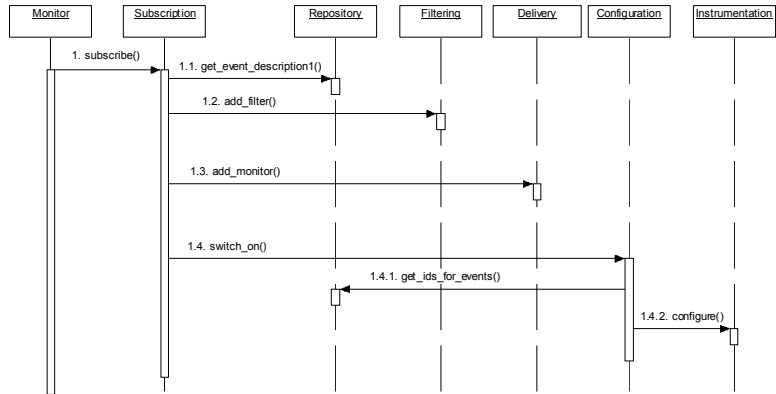 Monitor
Subscription
Repository
Filtering
Delivery
Configuration
Instrumentation
1. subscribe()
1.1. get_event_description1()
1.2. add_filter()
1.3. add_monitor()
1.4. switch_on()
1.4.1. get_ids_for_events()
1.4.2. configure()